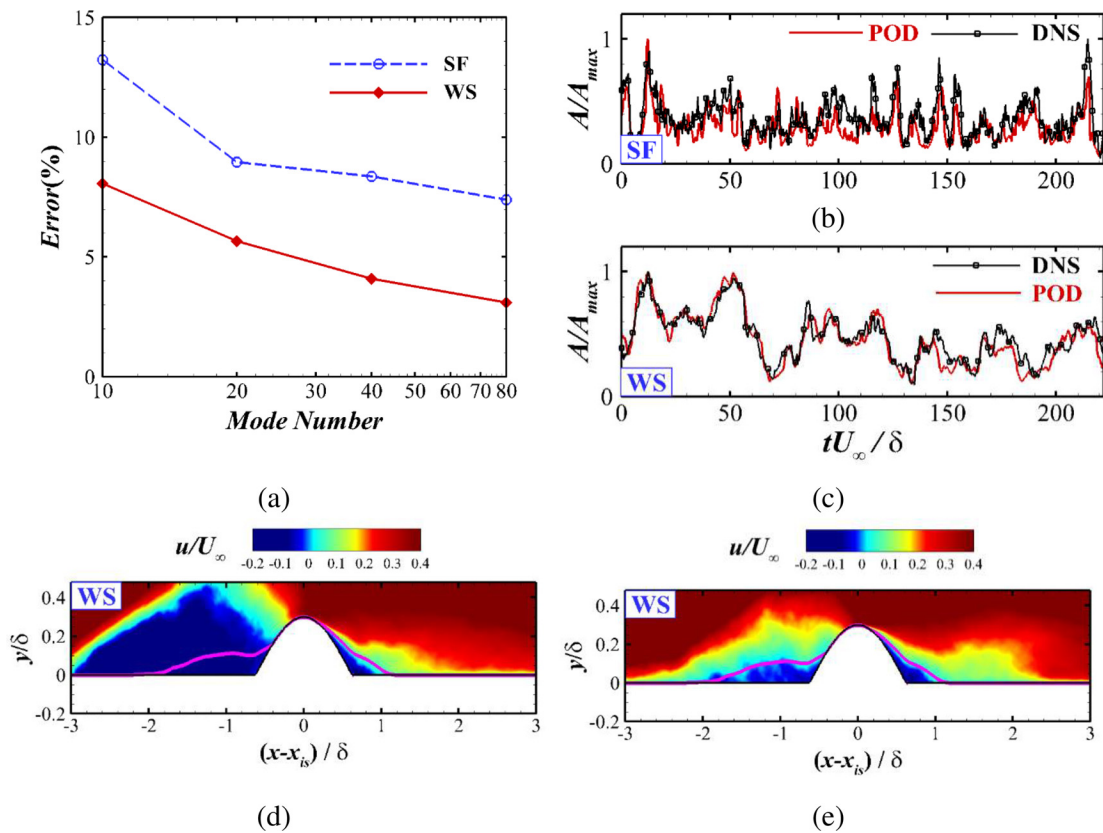 15
10
5
0
Error(%)
10
20
30
40
50
60
70
80
Mode Number
SF
WS
(a)
1
0
A/A_max
POD
DNS
SF
0
50
100
150
200
(b)
1
0
A/A_max
DNS
POD
WS
0
50
100
150
200
tU∞/δ
(c)
u/U∞
-0.2 -0.1 0 0.1 0.2 0.3 0.4
WS
0.4
0.2
0
-0.2
y/δ
-3 -2 -1 0 1 2 3
(x-x_is) / δ
(d)
u/U∞
-0.2 -0.1 0 0.1 0.2 0.3 0.4
WS
0.4
0.2
0
-0.2
y/δ
-3 -2 -1 0 1 2 3
(x-x_is) / δ
(e)